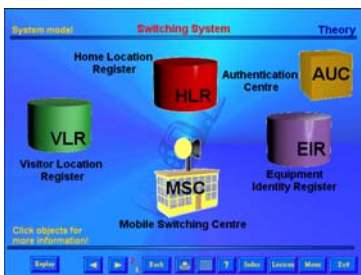 System model
Switching System
Theory
Home Location
Register
HLR
Authentication
Centre
AUC
VLR
Visitor Location
Register
EIR
Equipment
Identity Register
MSC
Mobile Switching Centre
Click objects for
more information!
Replay
Back
?
Index
Lexicon
Menu
Exit